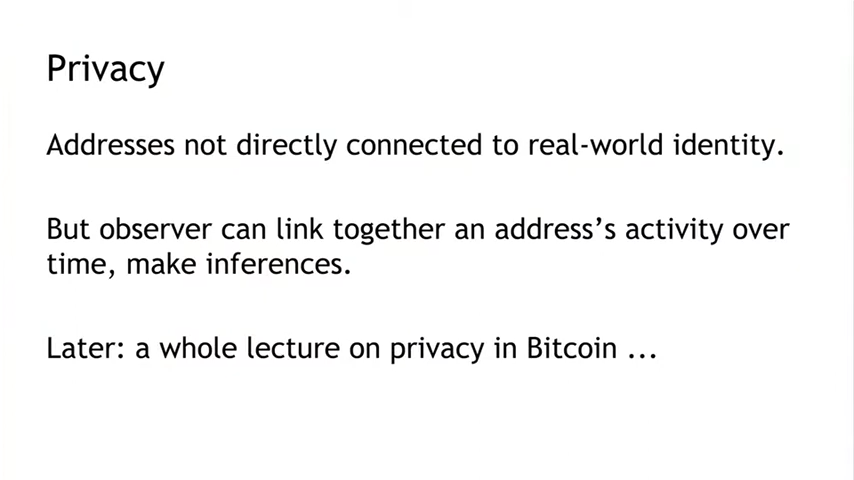 Privacy
Addresses not directly connected to real-world identity.
But observer can link together an address’s activity over
time, make inferences.
Later: a whole lecture on privacy in Bitcoin ...